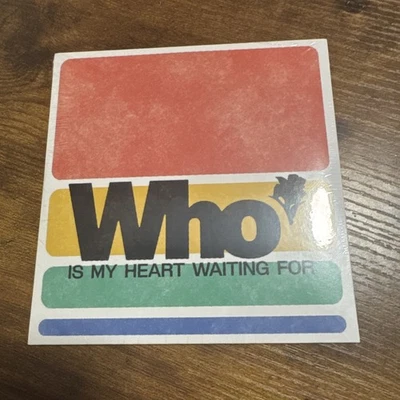 Who
IS MY HEART WAITING FOR